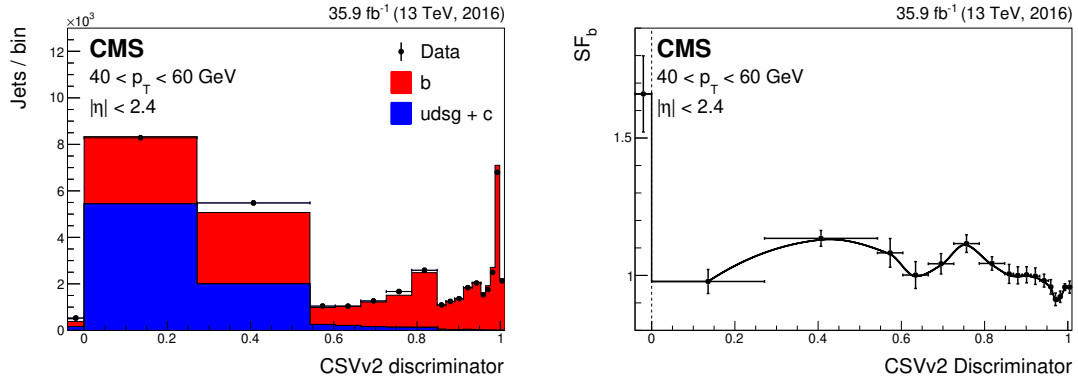 35.9 fb⁻¹ (13 TeV, 2016)
×10³
CMS
40 < p_T < 60 GeV
|η| < 2.4
Data
b
udsg + c
Jets / bin
12
10
8
6
4
2
0
0 0.2 0.4 0.6 0.8 1
CSVv2 discriminator
35.9 fb⁻¹ (13 TeV, 2016)
SF_b
CMS
40 < p_T < 60 GeV
|η| < 2.4
1.5
1
0 0.2 0.4 0.6 0.8 1
CSVv2 Discriminator